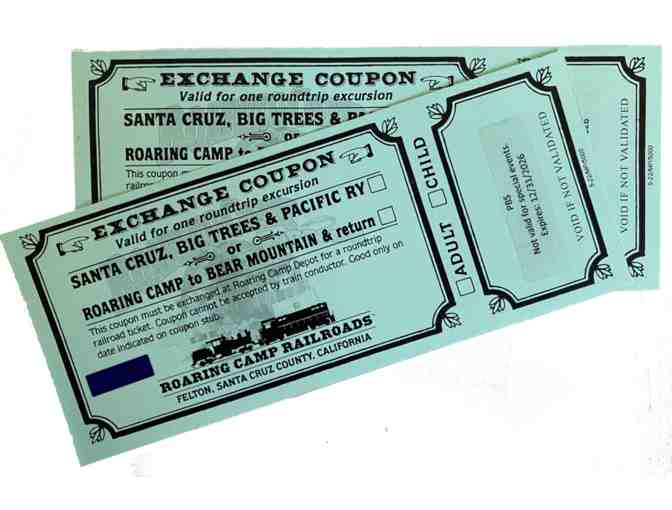 EXCHANGE COUPON
Valid for one roundtrip excursion
SANTA CRUZ, BIG TREES &
or
ROARING CAMP to
This coupon
VOID IF NOT VALIDATED
EXCHANGE COUPON
Valid for one roundtrip excursion
SANTA CRUZ, BIG TREES & PACIFIC RY
or
ROARING CAMP to BEAR MOUNTAIN & return
This coupon must be exchanged at Roaring Camp Depot for a roundtrip
railroad ticket. Coupon cannot be accepted by train conductor. Good only on
date indicated on coupon stub.
ROARING CAMP RAILROADS
FELTON, SANTA CRUZ COUNTY, CALIFORNIA
ADULT CHILD
PBS
Not valid for special events.
Expires: 12/31/2026
VOID IF NOT VALIDATED